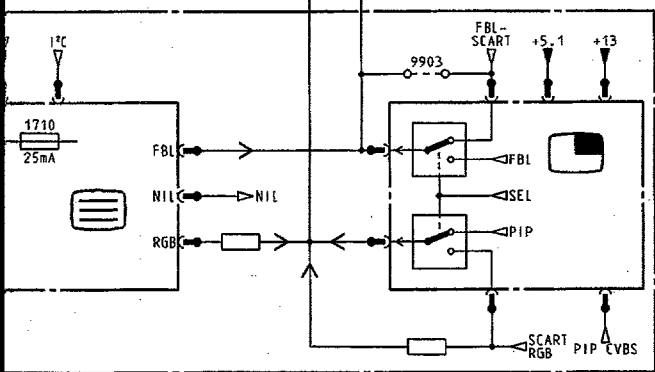 I²C
FBL-
SCART
+5.1
+13
9903
1710
25mA
FBL
FBL
NIL
NIL
SEL
RGB
PIP
SCART
RGB
PIP CVBS